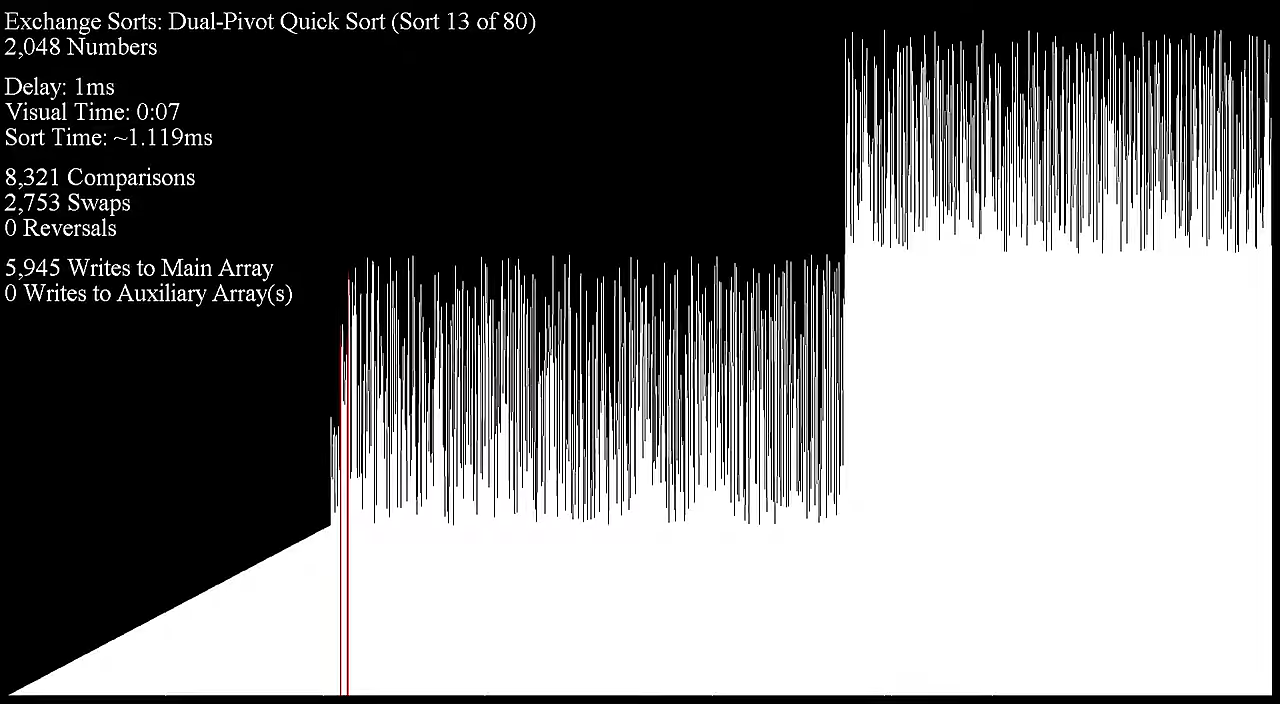 Exchange Sorts: Dual-Pivot Quick Sort (Sort 13 of 80)
2,048 Numbers
Delay: 1ms
Visual Time: 0:07
Sort Time: ~1.119ms
8,321 Comparisons
2,753 Swaps
0 Reversals
5,945 Writes to Main Array
0 Writes to Auxiliary Array(s)